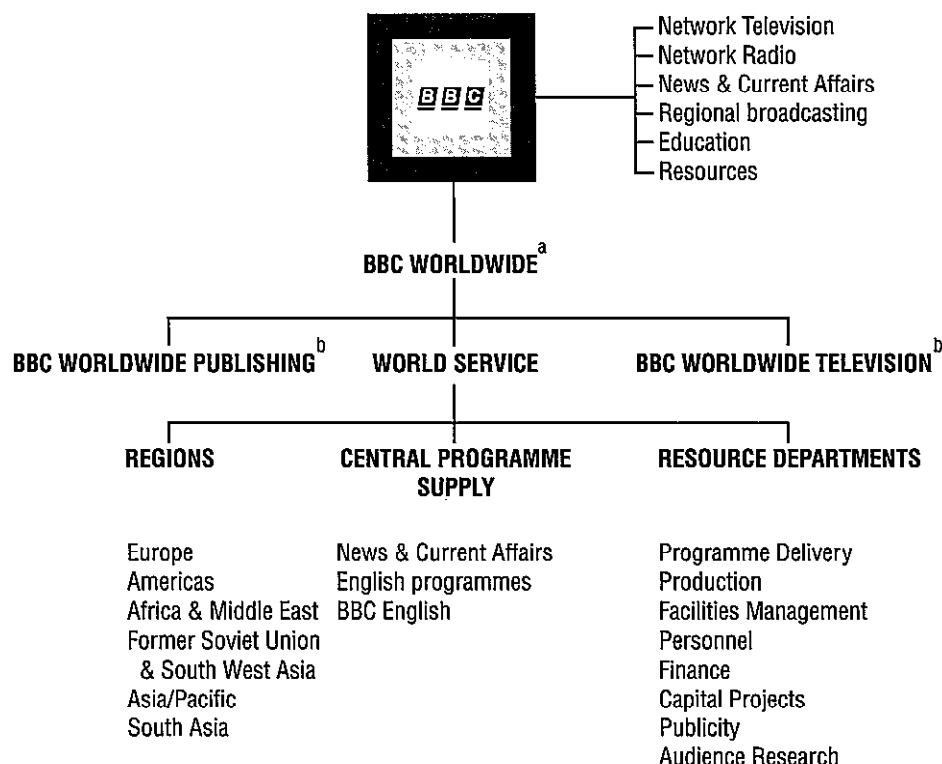 BBC
Network Television
Network Radio
News & Current Affairs
Regional broadcasting
Education
Resources
BBC WORLDWIDE a
BBC WORLDWIDE PUBLISHING b
WORLD SERVICE
BBC WORLDWIDE TELEVISION b
REGIONS
Europe
Americas
Africa & Middle East
Former Soviet Union
& South West Asia
Asia/Pacific
South Asia
CENTRAL PROGRAMME
SUPPLY
News & Current Affairs
English programmes
BBC English
RESOURCE DEPARTMENTS
Programme Delivery
Production
Facilities Management
Personnel
Finance
Capital Projects
Publicity
Audience Research